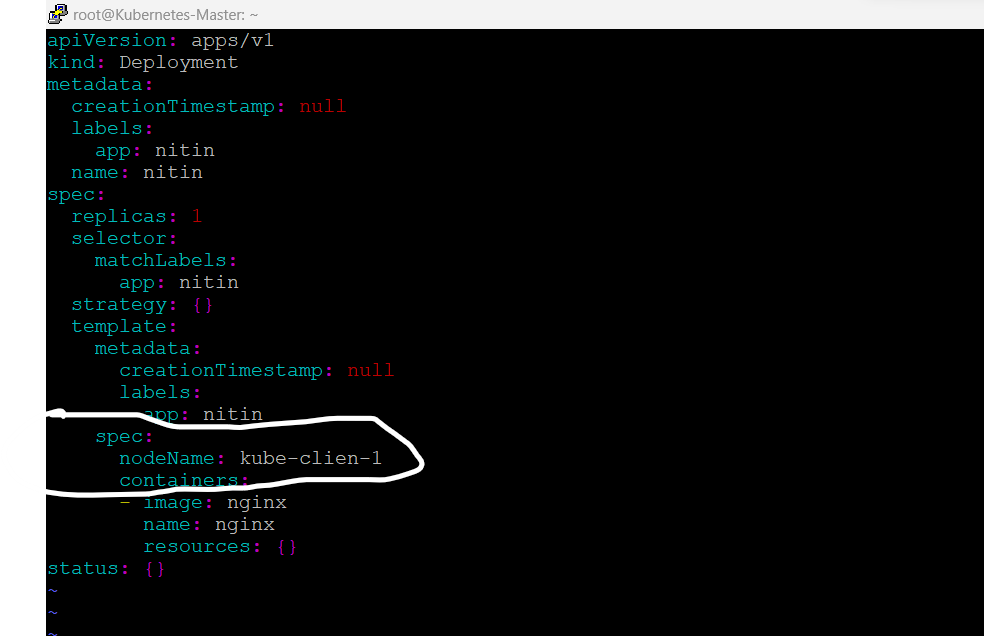 root@Kubernetes-Master: ~
apiVersion: apps/v1
kind: Deployment
metadata:
  creationTimestamp: null
  labels:
    app: nitin
  name: nitin
spec:
  replicas: 1
  selector:
    matchLabels:
      app: nitin
  strategy: {}
  template:
    metadata:
      creationTimestamp: null
      labels:
        app: nitin
    spec:
      nodeName: kube-clien-1
      containers:
      - image: nginx
        name: nginx
        resources: {}
status: {}
~
~
~